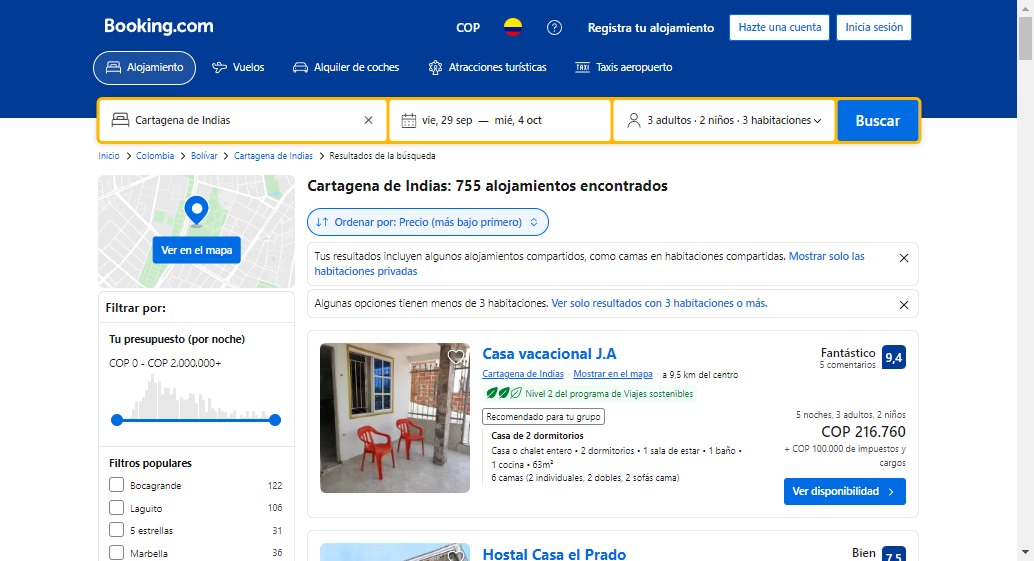 Booking.com
COP
Registra tu alojamiento
Hazte una cuenta
Inicia sesión
Alojamiento
Vuelos
Alquiler de coches
Atracciones turísticas
TAXI
Taxis aeropuerto
Cartagena de Indias
vie, 29 sep — mié, 4 oct
3 adultos · 2 niños · 3 habitaciones
Buscar
Inicio > Colombia > Bolívar > Cartagena de Indias > Resultados de la búsqueda
Ver en el mapa
Filtrar por:
Tu presupuesto (por noche)
COP 0 - COP 2.000.000+
Filtros populares
Bocagrande 122
Laguito 106
5 estrellas 31
Marbella 36
Cartagena de Indias: 755 alojamientos encontrados
Ordenar por: Precio (más bajo primero)
Tus resultados incluyen algunos alojamientos compartidos, como camas en habitaciones compartidas. Mostrar solo las
habitaciones privadas
Algunas opciones tienen menos de 3 habitaciones. Ver solo resultados con 3 habitaciones o más.
Casa vacacional J.A
Cartagena de Indias · Mostrar en el mapa · a 9,5 km del centro
Nivel 2 del programa de Viajes sostenibles
Recomendado para tu grupo
Casa de 2 dormitorios
Casa o chalet entero • 2 dormitorios • 1 sala de estar • 1 baño •
1 cocina • 63m²
6 camas (2 individuales, 2 dobles, 2 sofás cama)
Fantástico
5 comentarios
9,4
5 noches, 3 adultos, 2 niños
COP 216.760
+ COP 100.000 de impuestos y
cargos
Ver disponibilidad
Hostal Casa el Prado
Bien
7,5